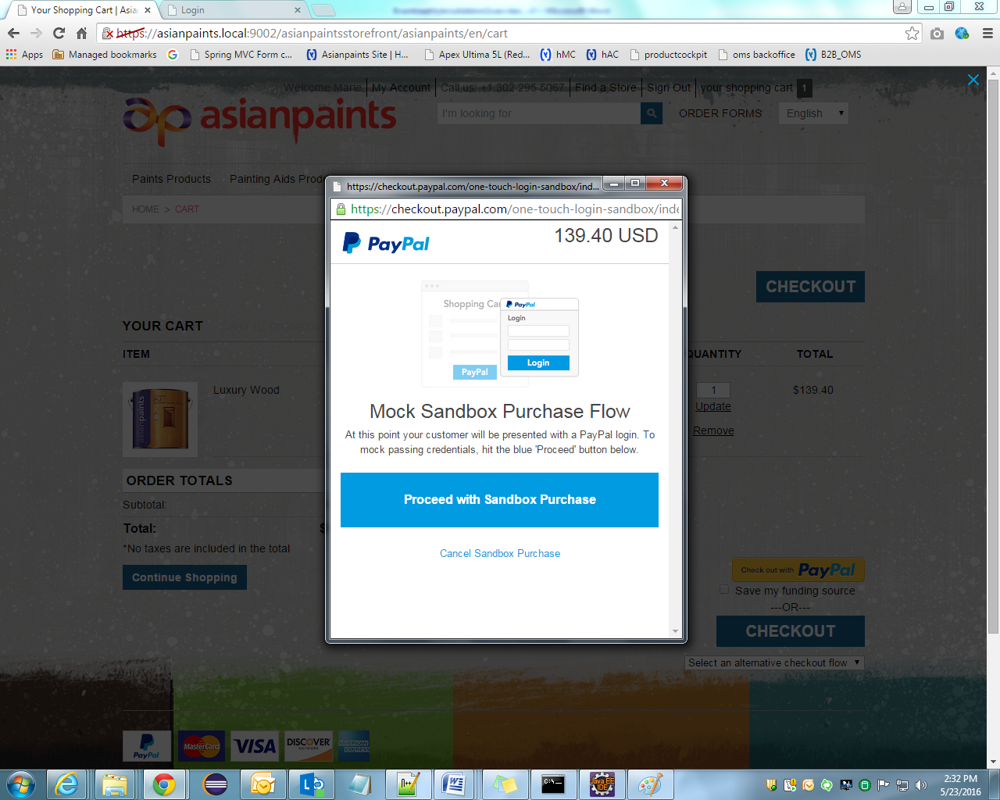 Your Shopping Cart | Asia
Login
https://asianpaints.local:9002/asianpaintsstorefront/asianpaints/en/cart
Apps
Managed bookmarks
Spring MVC Form c...
Asianpaints Site | H...
Apex Ultima 5L (Red...
hMC
hAC
productcockpit
oms backoffice
B2B_OMS
Welcome Marie
My Account
Call us: +1 302 295 5067
Find a Store
Sign Out
your shopping cart 1
asianpaints
I'm looking for
ORDER FORMS
English
Paints Products
Painting Aids Produ
HOME > CART
https://checkout.paypal.com/one-touch-login-sandbox/ind...
https://checkout.paypal.com/one-touch-login-sandbox/inde
PayPal
139.40 USD
Shopping Ca
PayPal
Login
Login
PayPal
Mock Sandbox Purchase Flow
At this point your customer will be presented with a PayPal login. To
mock passing credentials, hit the blue 'Proceed' button below.
Proceed with Sandbox Purchase
Cancel Sandbox Purchase
CHECKOUT
YOUR CART
ITEM
QUANTITY
TOTAL
asianpaints
Luxury Wood
1
$139.40
Update
Remove
ORDER TOTALS
Subtotal:
Total:
$
*No taxes are included in the total
Continue Shopping
Check out with PayPal
Save my funding source
---OR---
CHECKOUT
Select an alternative checkout flow
PayPal
MasterCard
VISA
DISCOVER
NETWORK
AMERICAN
EXPRESS
C:\_
Java EE
IDE
2:32 PM
5/23/2016